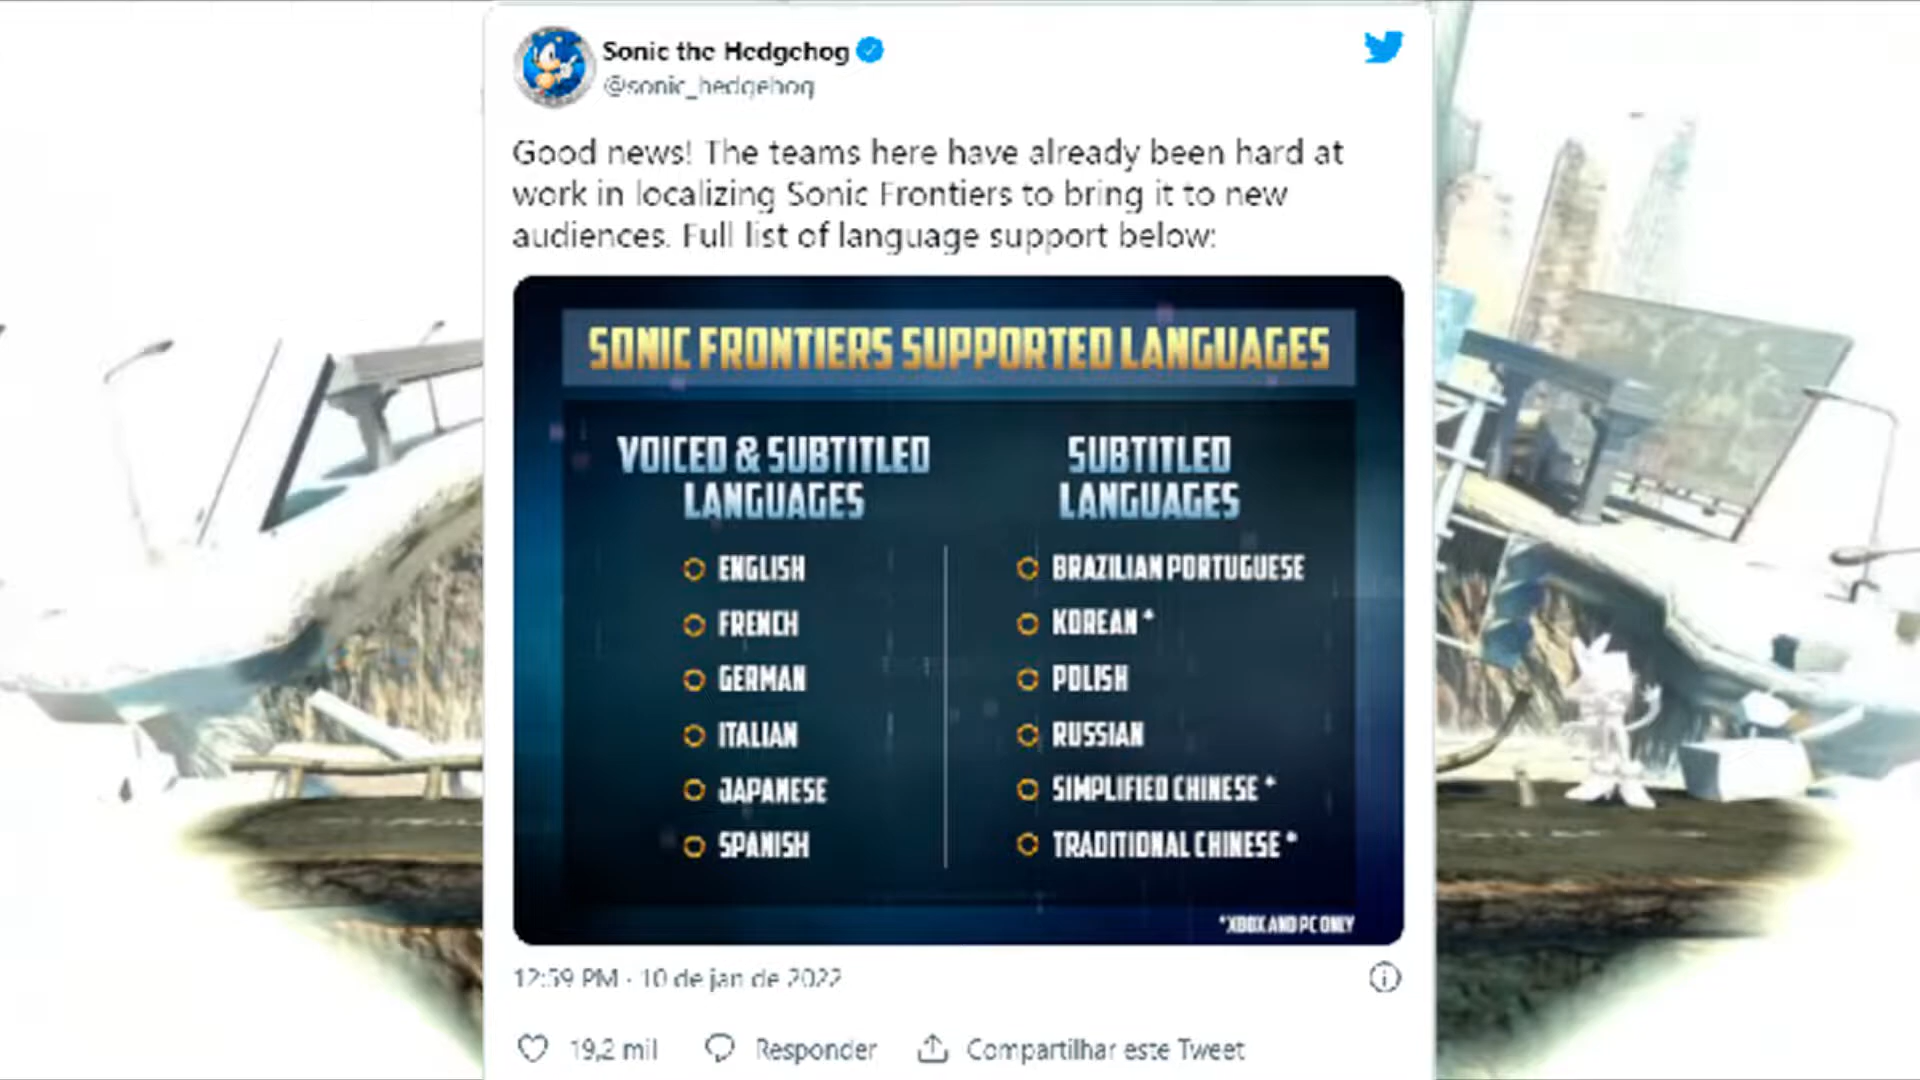 Sonic the Hedgehog
@sonic_hedgehog
Good news! The teams here have already been hard at
work in localizing Sonic Frontiers to bring it to new
audiences. Full list of language support below:
SONIC FRONTIERS SUPPORTED LANGUAGES
VOICED & SUBTITLED
LANGUAGES
ENGLISH
FRENCH
GERMAN
ITALIAN
JAPANESE
SPANISH
SUBTITLED
LANGUAGES
BRAZILIAN PORTUGUESE
KOREAN *
POLISH
RUSSIAN
SIMPLIFIED CHINESE *
TRADITIONAL CHINESE *
*XBOX AND PC ONLY
12:59 PM · 10 de jan de 2022
19,2 mil
Responder
Compartilhar este Tweet